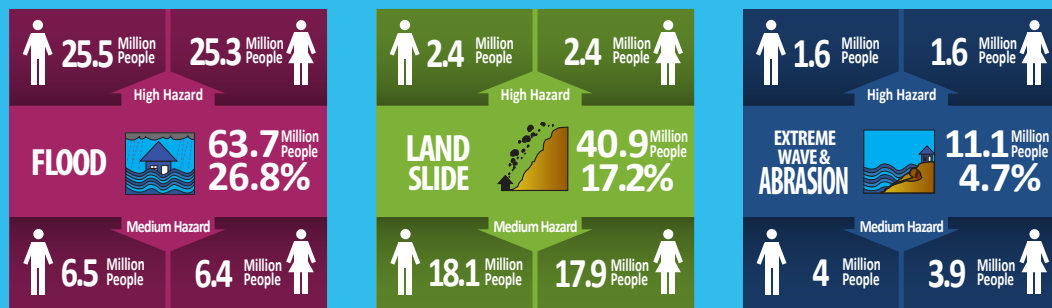 25.5 Million People
25.3 Million People
High Hazard
FLOOD
63.7 Million People
26.8%
Medium Hazard
6.5 Million People
6.4 Million People
2.4 Million People
2.4 Million People
High Hazard
LAND
SLIDE
40.9 Million People
17.2%
Medium Hazard
18.1 Million People
17.9 Million People
1.6 Million People
1.6 Million People
High Hazard
EXTREME
WAVE &
ABRASION
11.1 Million People
4.7%
Medium Hazard
4 Million People
3.9 Million People